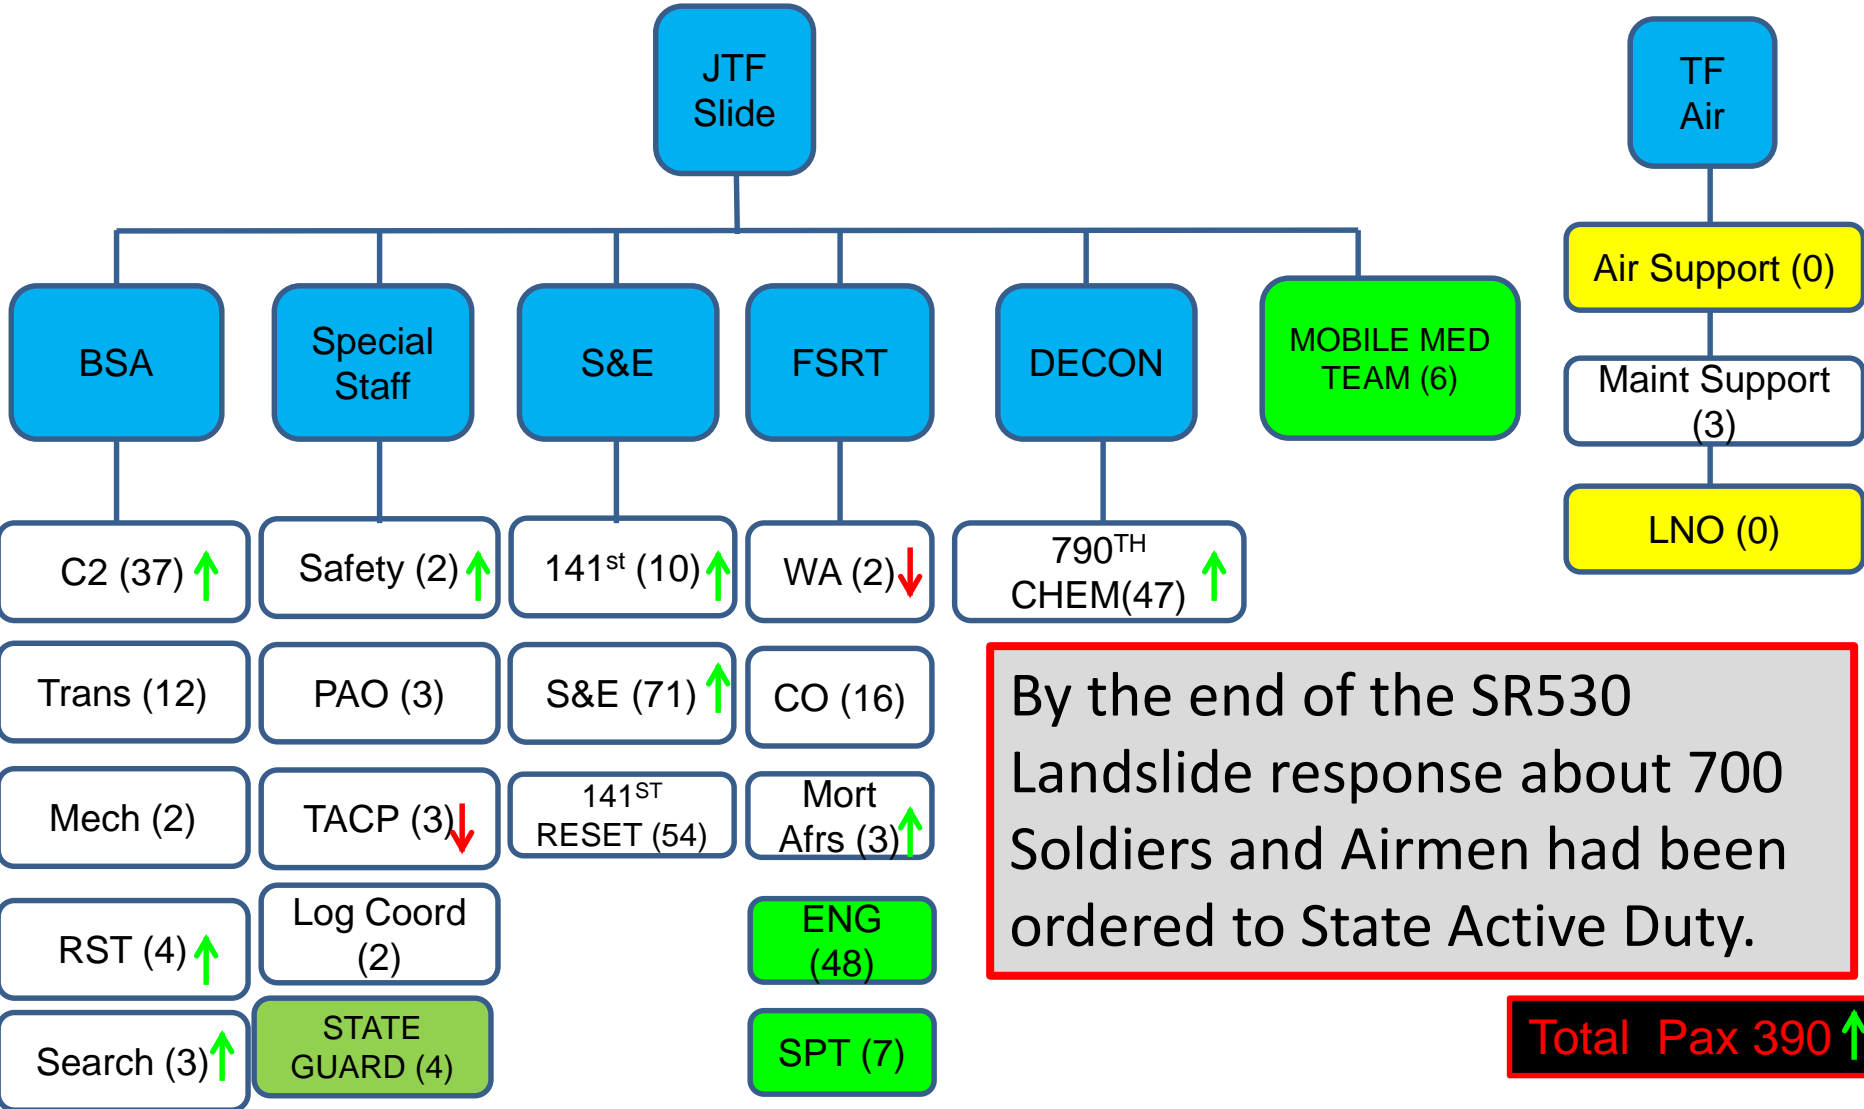 JTF
Slide
TF
Air
BSA
Special
Staff
S&E
FSRT
DECON
MOBILE MED
TEAM (6)
Air Support (0)
Maint Support
(3)
LNO (0)
C2 (37)
Safety (2)
141st (10)
WA (2)
790TH
CHEM(47)
Trans (12)
PAO (3)
S&E (71)
CO (16)
Mech (2)
TACP (3)
141ST
RESET (54)
Mort
Afrs (3)
RST (4)
Log Coord
(2)
ENG
(48)
Search (3)
STATE
GUARD (4)
SPT (7)
By the end of the SR530
Landslide response about 700
Soldiers and Airmen had been
ordered to State Active Duty.
Total Pax 390